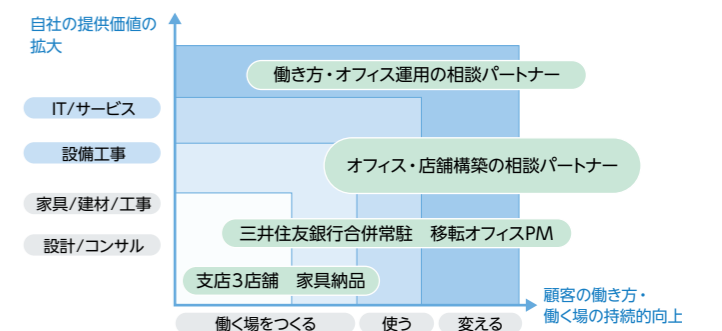 自社の提供価値の
拡大
働き方・オフィス運用の相談パートナー
IT/サービス
設備工事
オフィス・店舗構築の相談パートナー
家具/建材/工事
三井住友銀行合併常駐　移転オフィスPM
設計/コンサル
支店3店舗　家具納品
顧客の働き方・
働く場の持続的向上
働く場をつくる
使う
変える